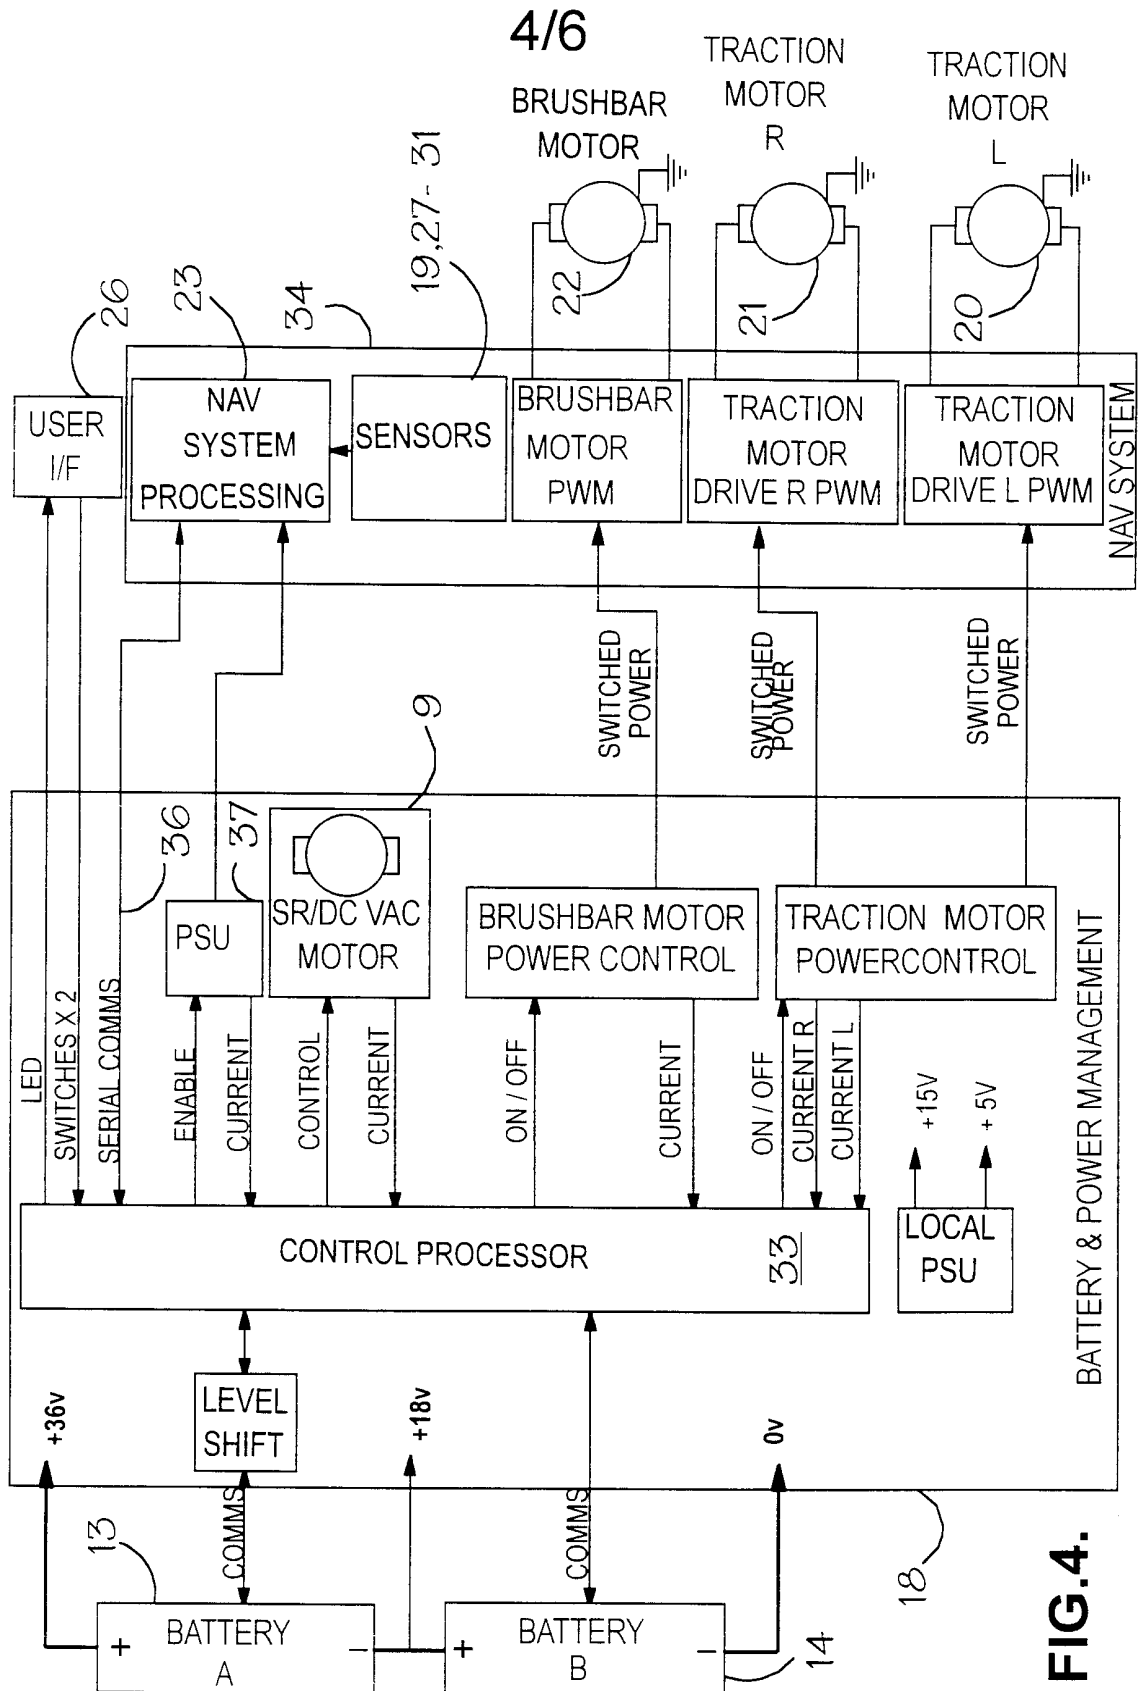 4/6
BRUSHBAR
MOTOR
TRACTION
MOTOR
R
TRACTION
MOTOR
L
26
23
34
19,27-31
22
21
20
USER
I/F
NAV
SYSTEM
PROCESSING
SENSORS
BRUSHBAR
MOTOR
PWM
TRACTION
MOTOR
DRIVE R PWM
TRACTION
MOTOR
DRIVE L PWM
NAV SYSTEM
SWITCHED
POWER
SWITCHED
POWER
SWITCHED
POWER
36
37
9
PSU
SR/DC VAC
MOTOR
BRUSHBAR MOTOR
POWER CONTROL
TRACTION MOTOR
POWERCONTROL
LED
SWITCHES X 2
SERIAL COMMS
ENABLE
CURRENT
CONTROL
CURRENT
ON / OFF
CURRENT
ON / OFF
CURRENT R
CURRENT L
+15V
+ 5V
CONTROL PROCESSOR
33
LOCAL
PSU
BATTERY & POWER MANAGEMENT
+36v
LEVEL
SHIFT
+18v
0v
13
COMMS
COMMS
18
+
BATTERY
A
–
+
BATTERY
B
–
14
FIG.4.